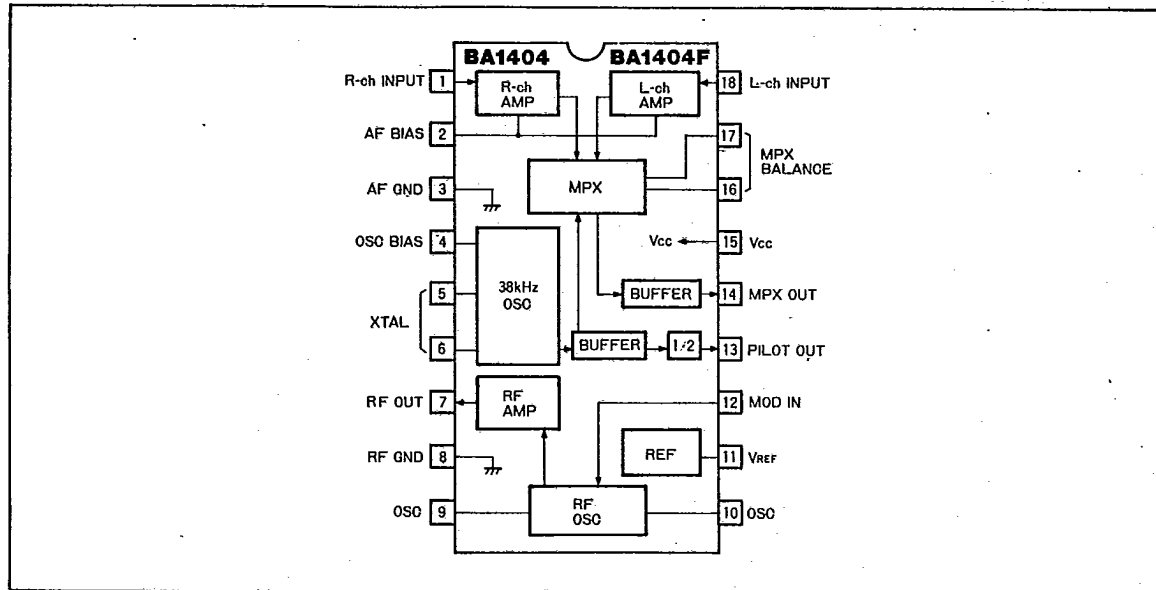 BA1404 BA1404F
R-ch INPUT 1
R-ch
AMP
L-ch
AMP
18 L-ch INPUT
AF BIAS 2
17
MPX
BALANCE
16
AF GND 3
MPX
OSC BIAS 4
Vcc
15 Vcc
38kHz
OSC
5
XTAL
6
BUFFER
14 MPX OUT
BUFFER
1/2
13 PILOT OUT
RF OUT 7
RF
AMP
12 MOD IN
RF GND 8
REF
11 VREF
OSC 9
RF
OSC
10 OSC